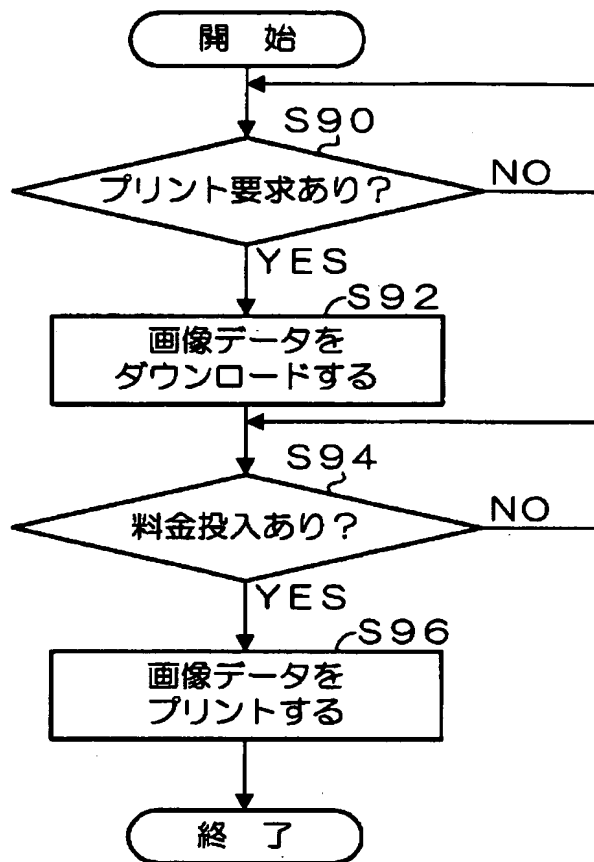 開 始
S90
プリント要求あり?
NO
YES
S92
画像データを
ダウンロードする
S94
料金投入あり?
NO
YES
S96
画像データを
プリントする
終 了